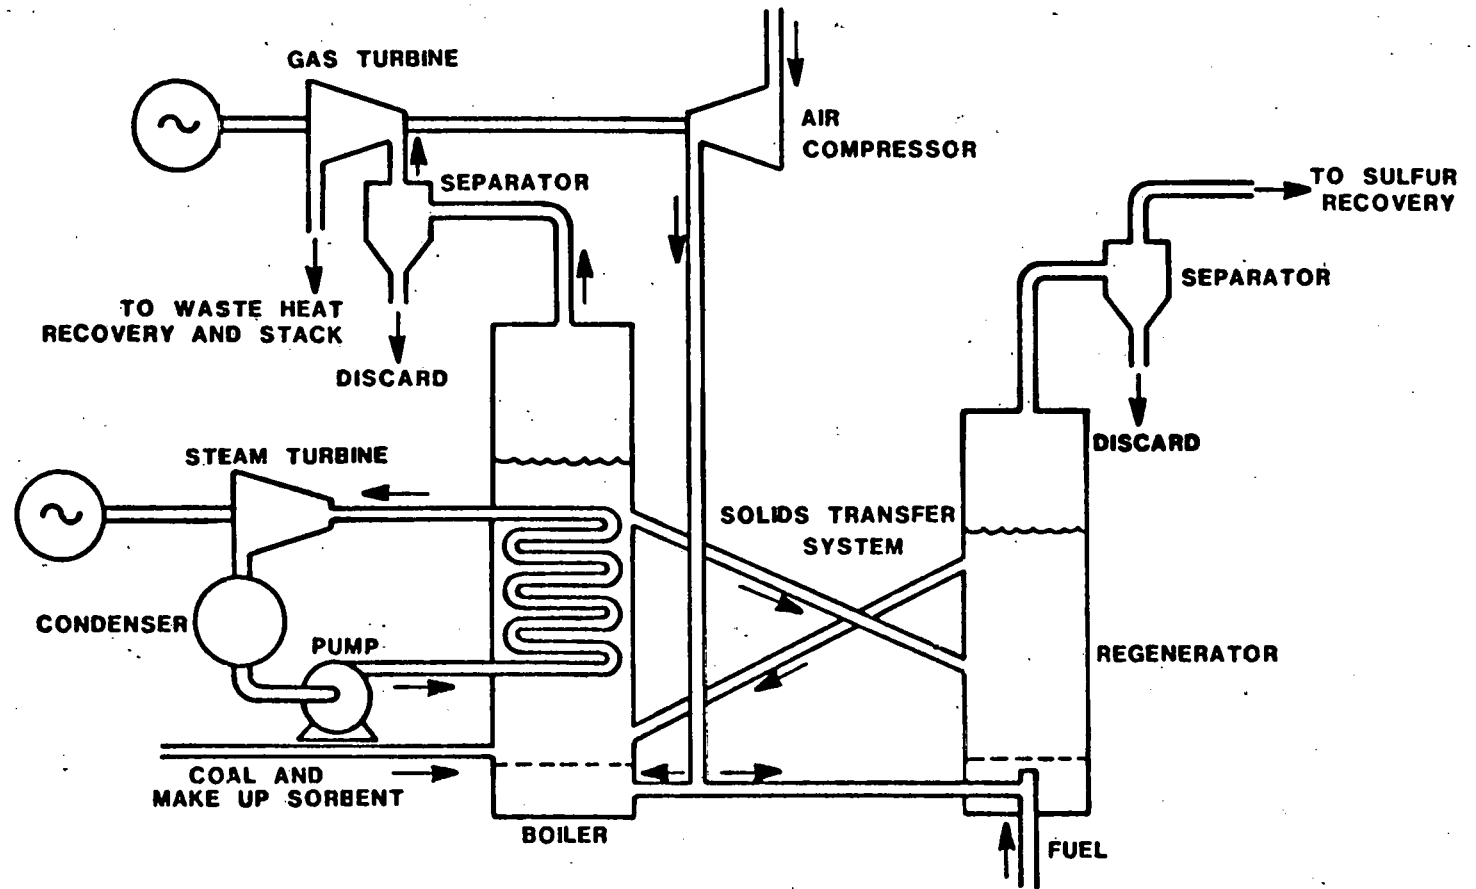 GAS TURBINE
AIR
COMPRESSOR
SEPARATOR
TO SULFUR
RECOVERY
SEPARATOR
TO WASTE HEAT
RECOVERY AND STACK
DISCARD
DISCARD
STEAM TURBINE
SOLIDS TRANSFER
SYSTEM
CONDENSER
PUMP
REGENERATOR
COAL AND
MAKE UP SORBENT
BOILER
FUEL